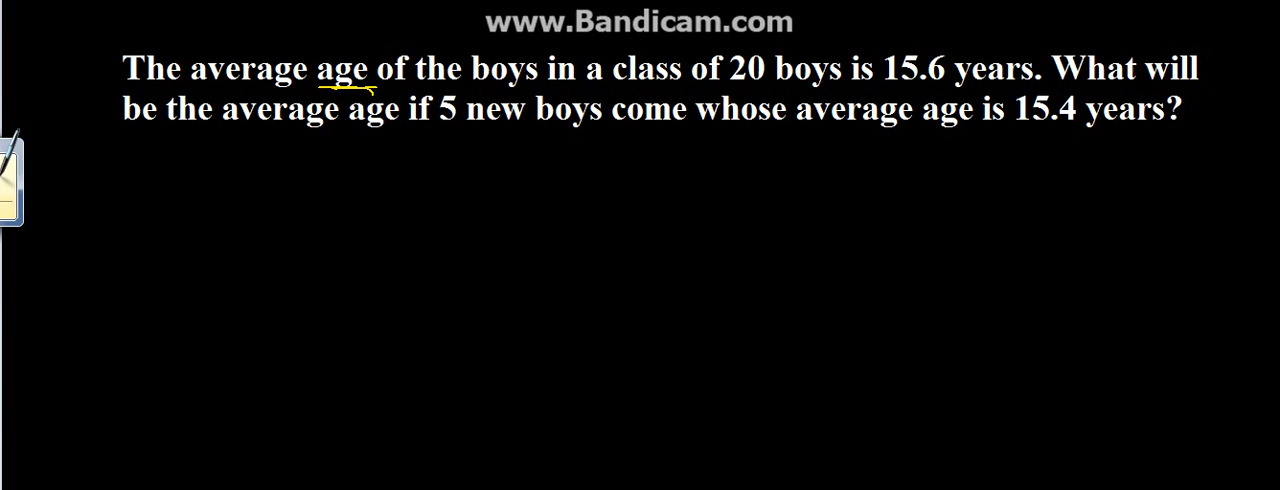 www.Bandicam.com
The average age of the boys in a class of 20 boys is 15.6 years. What will
be the average age if 5 new boys come whose average age is 15.4 years?